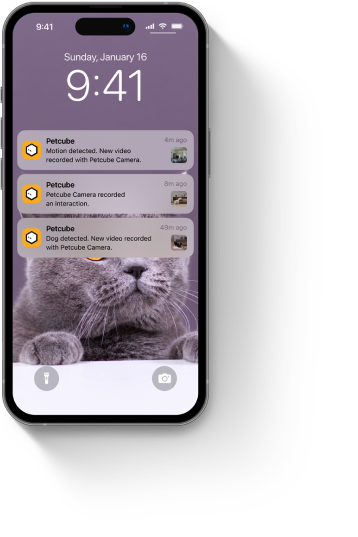 9:41
Sunday, January 16
9:41
Petcube 4m ago
Motion detected. New video
recorded with Petcube Camera.
Petcube 8m ago
Petcube Camera recorded
an Interaction.
Petcube 49m ago
Dog detected. New video recorded
with Petcube Camera.